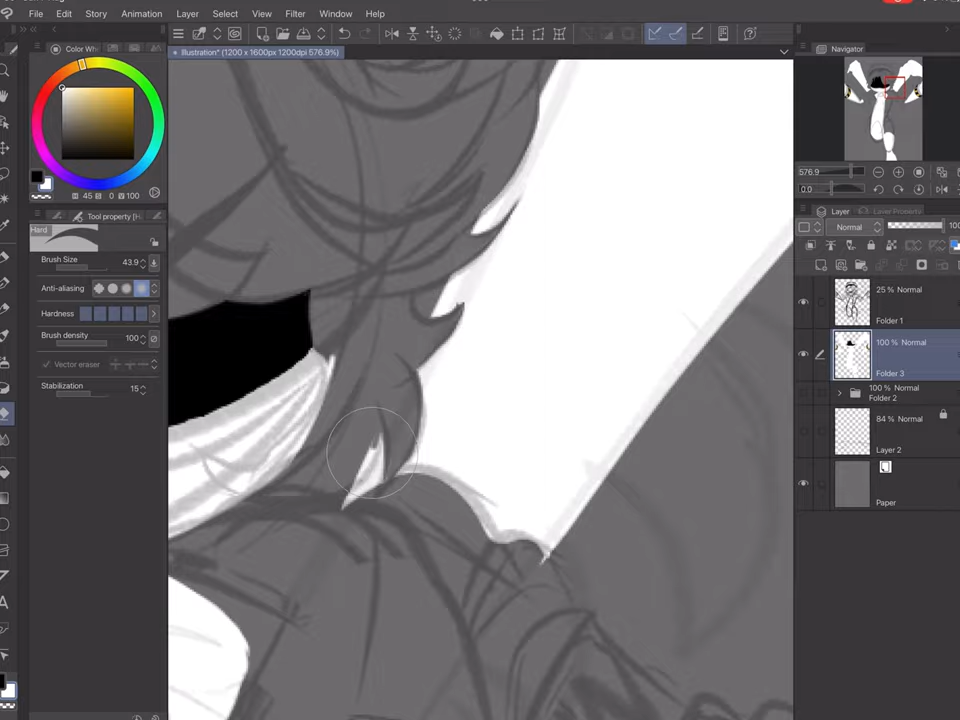 File Edit Story Animation Layer Select View Filter Window Help
Illustration* (1200 x 1600px 1200dpi 576.9%)
Color Wh
H 45 S 0 V 100
Tool property [H
Hard
Brush Size 43.9
Anti-aliasing
Hardness
Brush density 100
Vector eraser
Stabilization 15
Navigator
576.9
0.0
Layer Layer Property
Normal 100
25 % Normal
Folder 1
100 % Normal
Folder 3
100 % Normal
Folder 2
84 % Normal
Layer 2
Paper